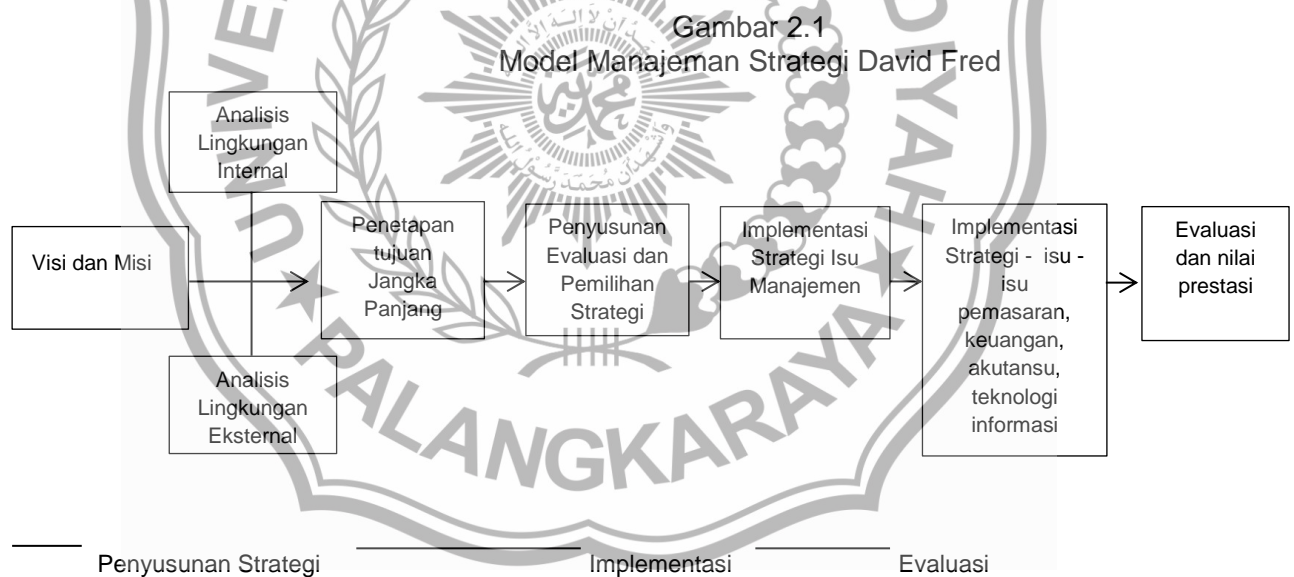 Gambar 2.1
Model Manajeman Strategi David Fred
Analisis
Lingkungan
Internal
Visi dan Misi
Analisis
Lingkungan
Eksternal
Penetapan
tujuan
Jangka
Panjang
Penyusunan
Evaluasi dan
Pemilihan
Strategi
Implementasi
Strategi Isu
Manajemen
Implementasi
Strategi - isu -
isu
pemasaran,
keuangan,
akutansu,
teknologi
informasi
Evaluasi
dan nilai
prestasi
Penyusunan Strategi Implementasi Evaluasi
PALANGKARAYA